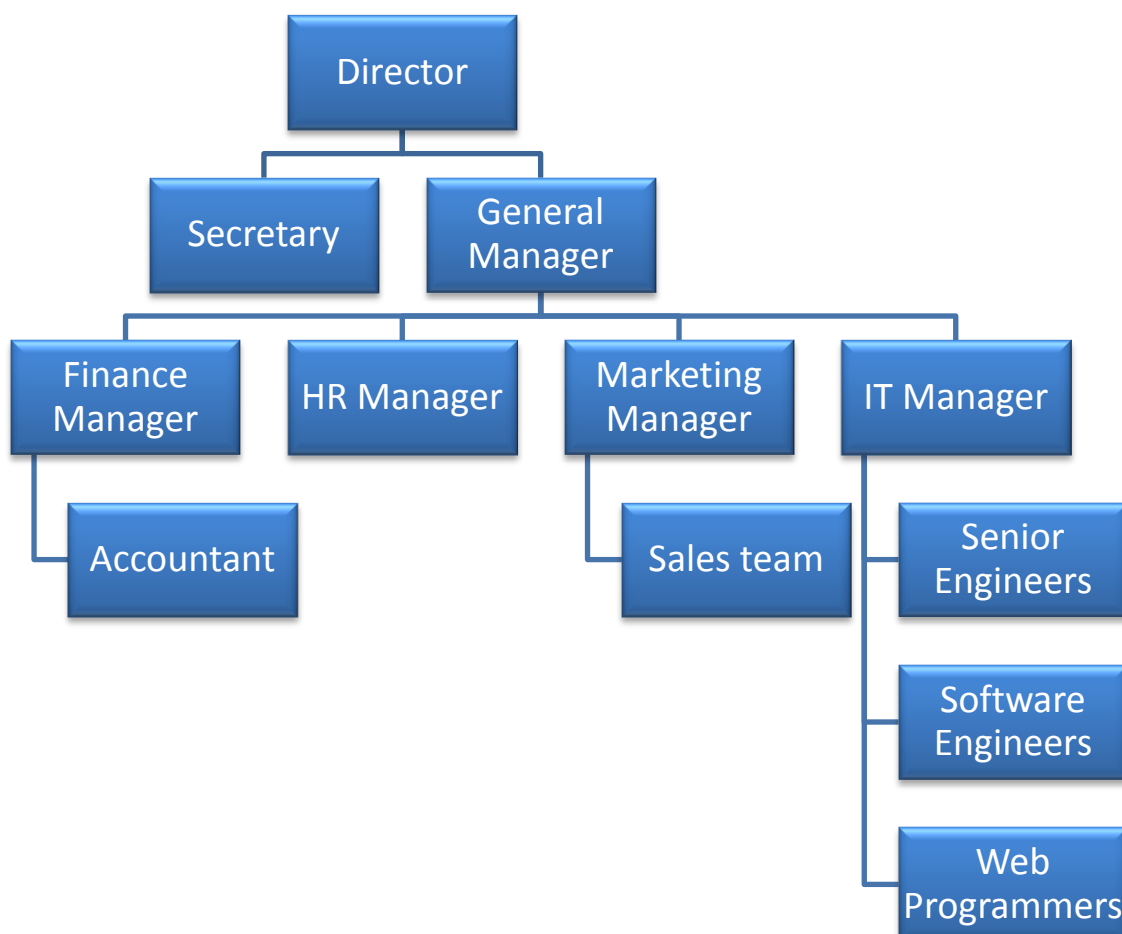 Director
Secretary
General
Manager
Finance
Manager
HR Manager
Marketing
Manager
IT Manager
Accountant
Sales team
Senior
Engineers
Software
Engineers
Web
Programmers